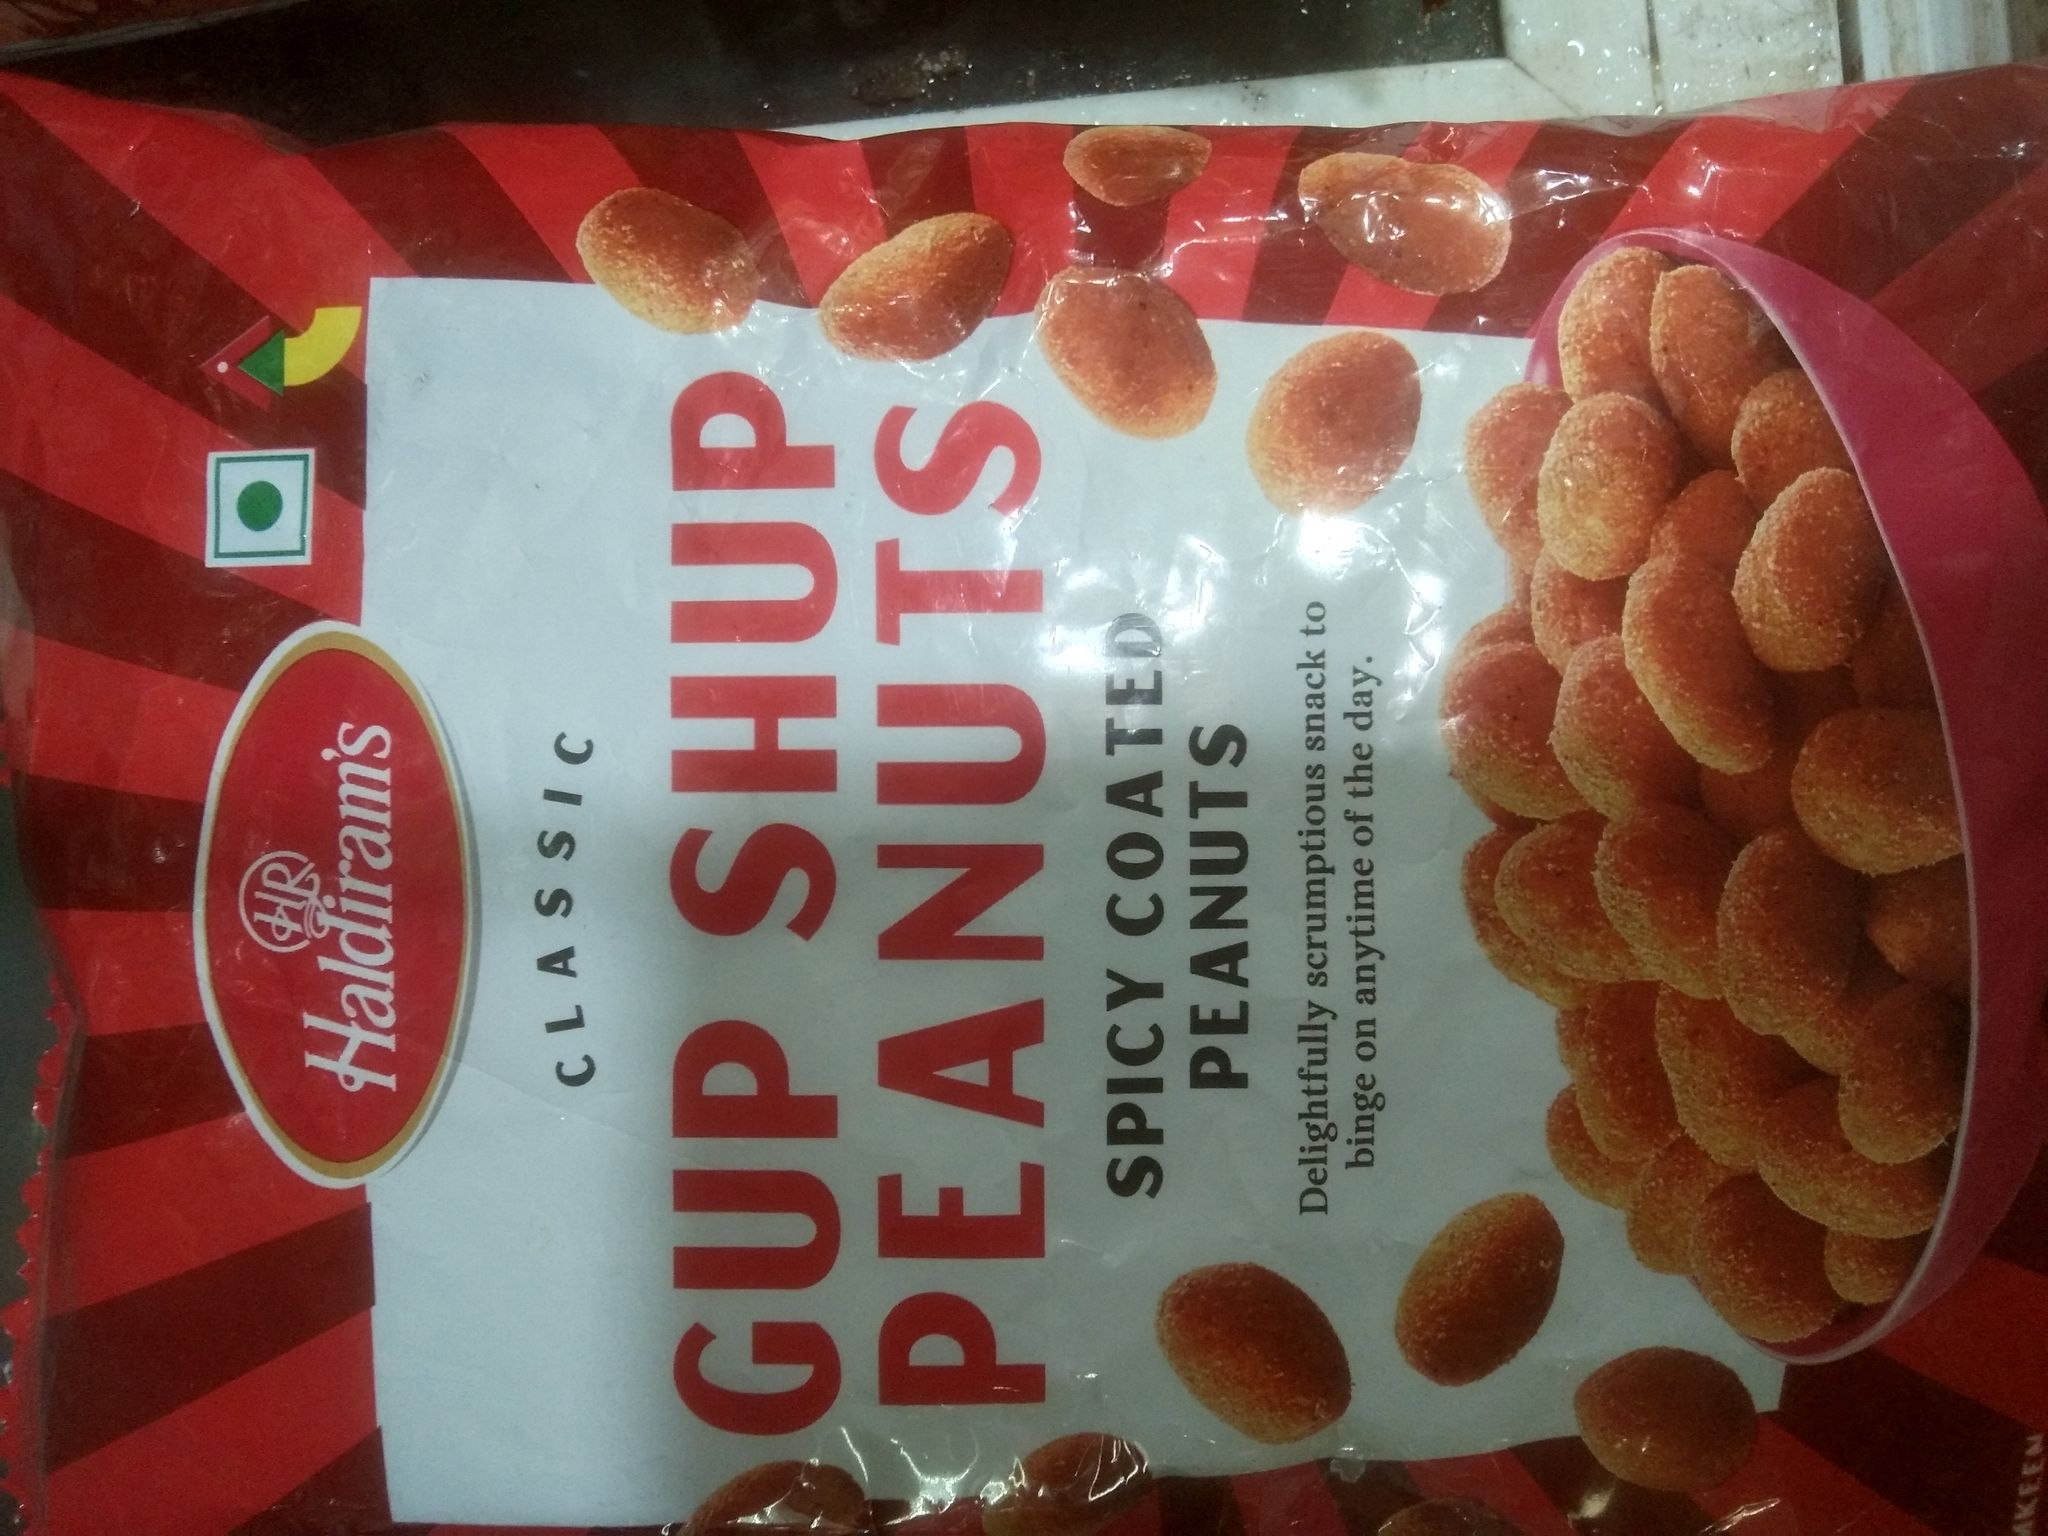 HR
Haldiram's
CLASSIC
GUP SHUP
PEANUTS
SPICY COATED
PEANUTS
Delightfully scrumptious snack to
binge on anytime of the day.